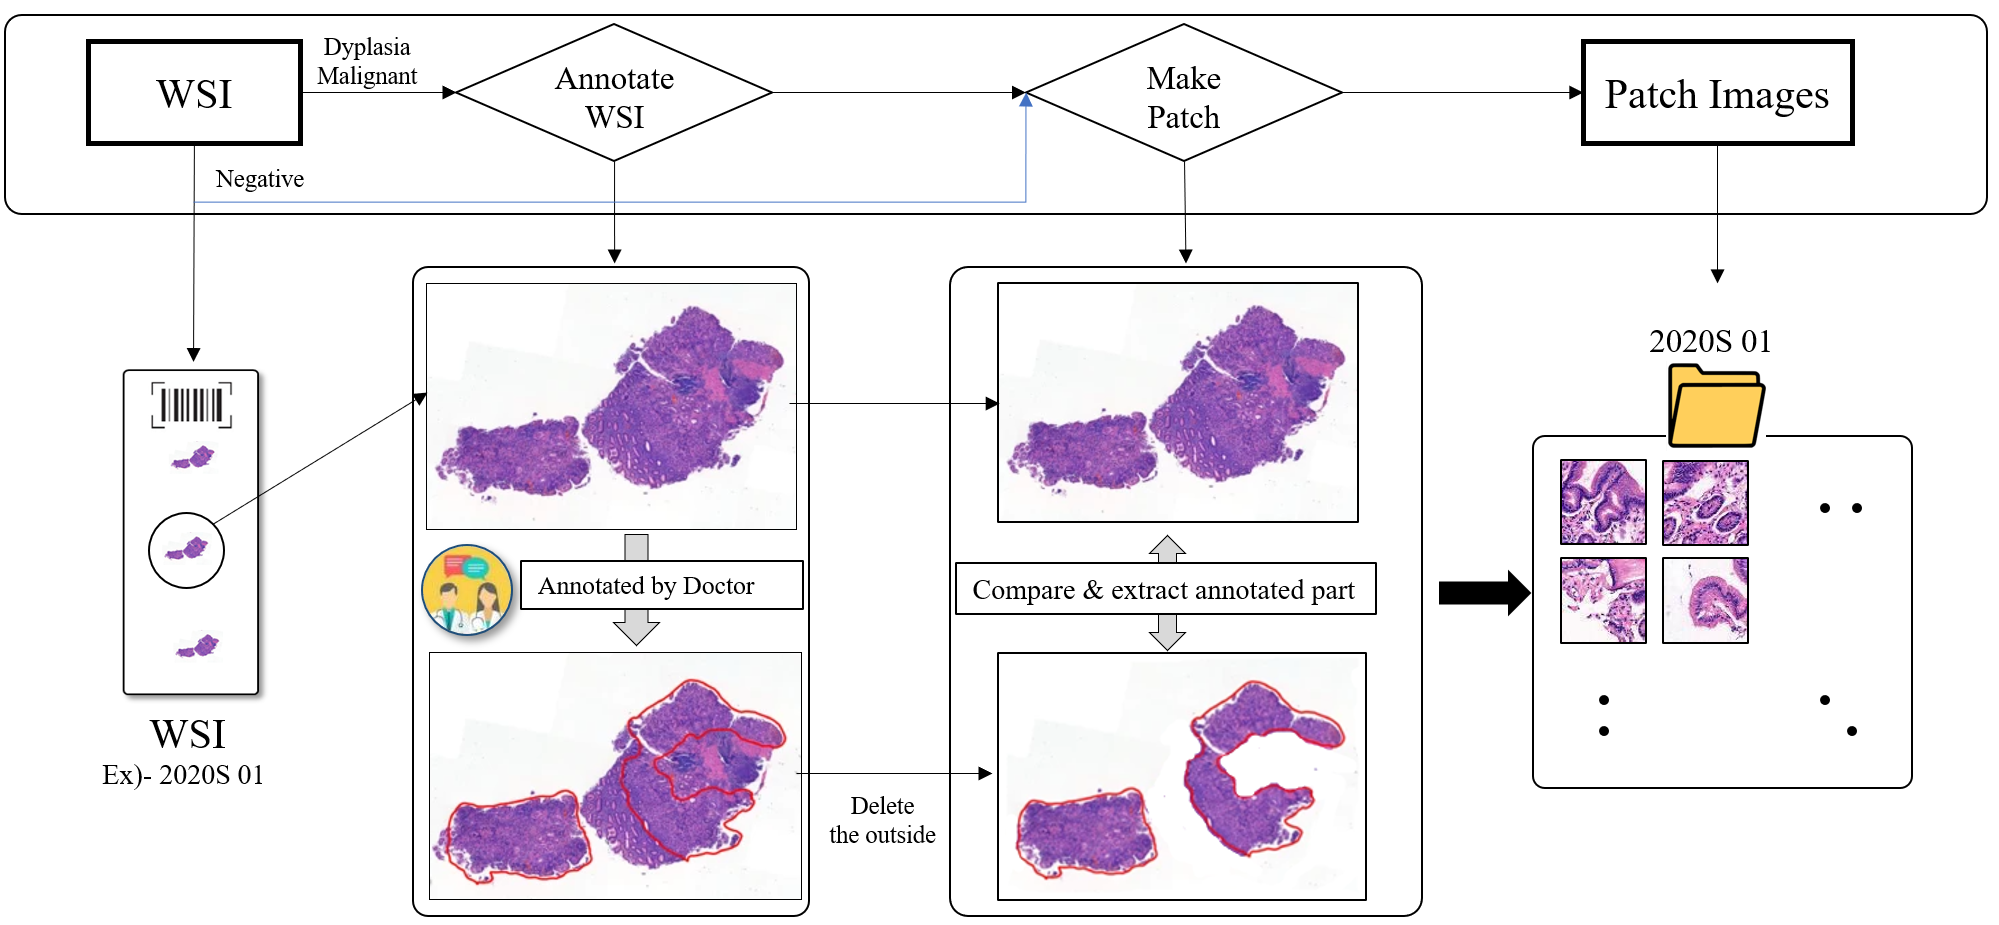 WSI
Dyplasia
Malignant
Annotate
WSI
Make
Patch
Patch Images
Negative
2020S 01
Annotated by Doctor
Compare & extract annotated part
WSI
Ex)- 2020S 01
Delete
the outside